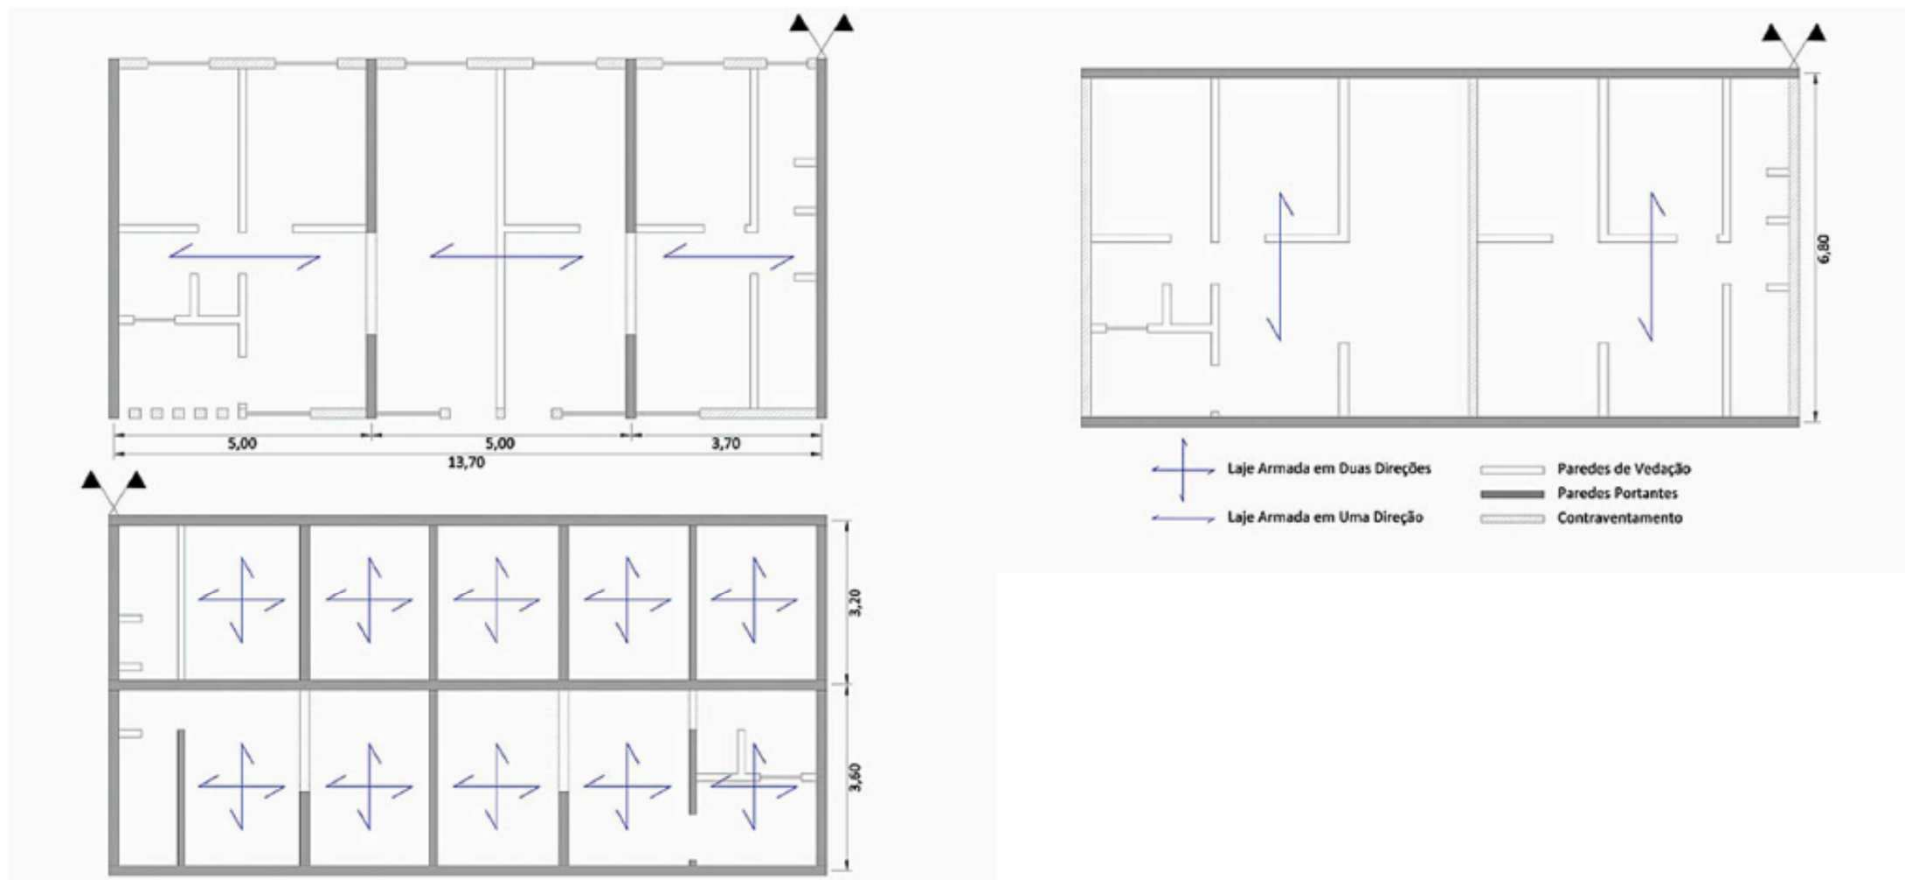 5,00
5,00
3,70
13,70
6,80
Laje Armada em Duas Direções
Paredes de Vedação
Paredes Portantes
Laje Armada em Uma Direção
Contraventamento
3,20
3,60